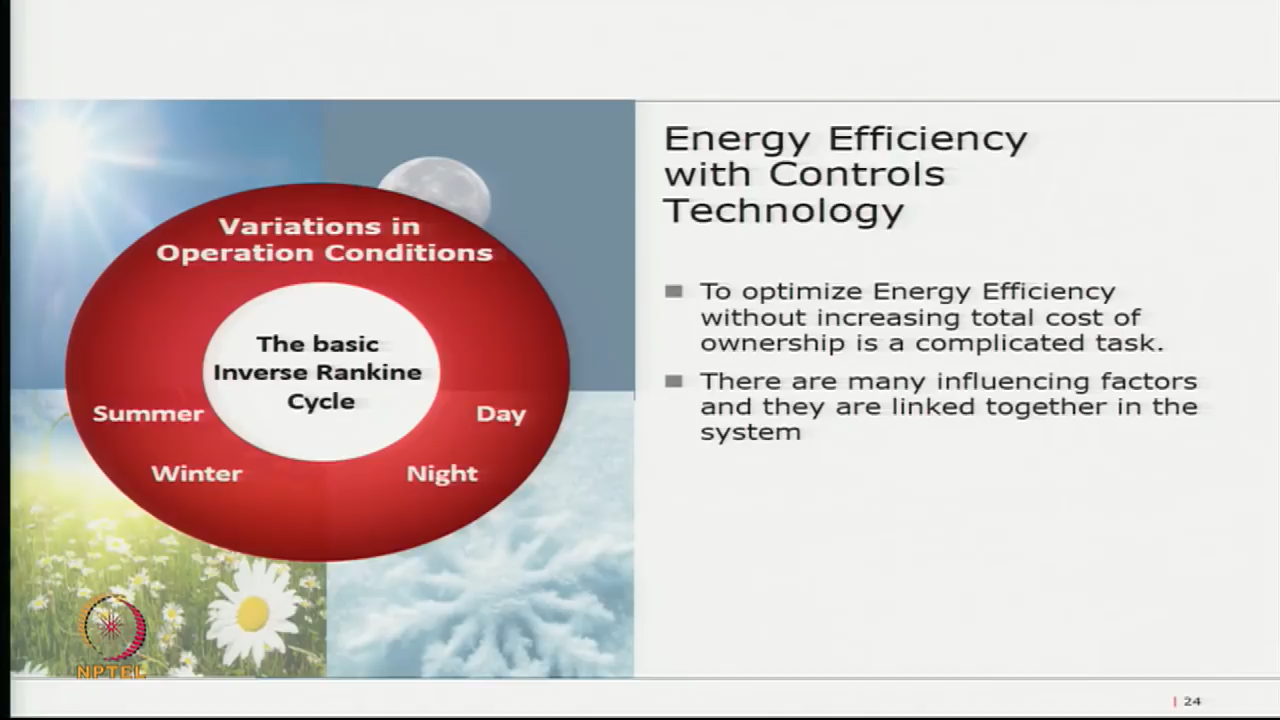 Variations in
Operation Conditions
The basic
Inverse Rankine
Cycle
Summer
Day
Winter
Night
NPTEL
Energy Efficiency
with Controls
Technology
To optimize Energy Efficiency
without increasing total cost of
ownership is a complicated task.
There are many influencing factors
and they are linked together in the
system
| 24